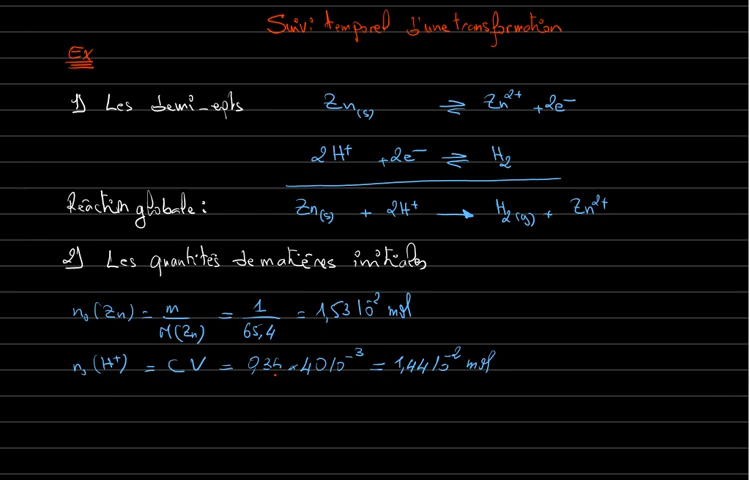 Suivi temporel d'une transformation
Ex
1) Les demi-eqts Zn(s) ⇌ Zn²⁺ + 2e⁻
2H⁺ + 2e⁻ ⇌ H₂
Réaction globale : Zn(s) + 2H⁺ → H₂(g) + Zn²⁺
2) Les quantités de matières initiales
n₀(Zn) = m/M(Zn) = 1/65,4 = 1,53 10⁻² mol
n₀(H⁺) = CV = 0,36 × 40 10⁻³ = 1,44 10⁻² mol